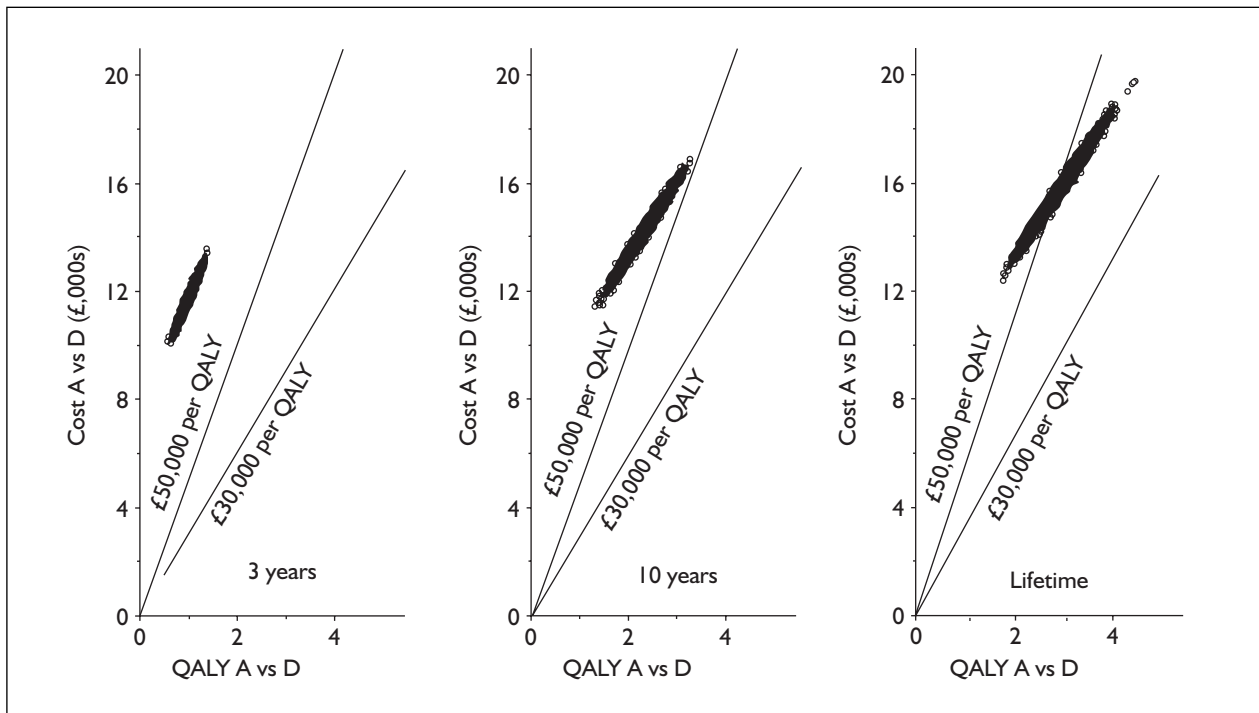 Cost A vs D (£,000s)
20
16
12
8
4
0
£50,000 per QALY
£30,000 per QALY
3 years
0
2
4
QALY A vs D
Cost A vs D (£,000s)
20
16
12
8
4
0
£50,000 per QALY
£30,000 per QALY
10 years
0
2
4
QALY A vs D
Cost A vs D (£,000s)
20
16
12
8
4
0
£50,000 per QALY
£30,000 per QALY
Lifetime
0
2
4
QALY A vs D